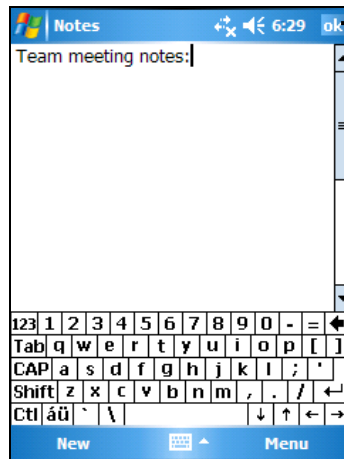 Notes 6:29 ok
Team meeting notes:
123 1 2 3 4 5 6 7 8 9 0 - =
Tab q w e r t y u i o p [ ]
CAP a s d f g h j k l ; '
Shift z x c v b n m , . /
Ctl áü ` \
New Menu